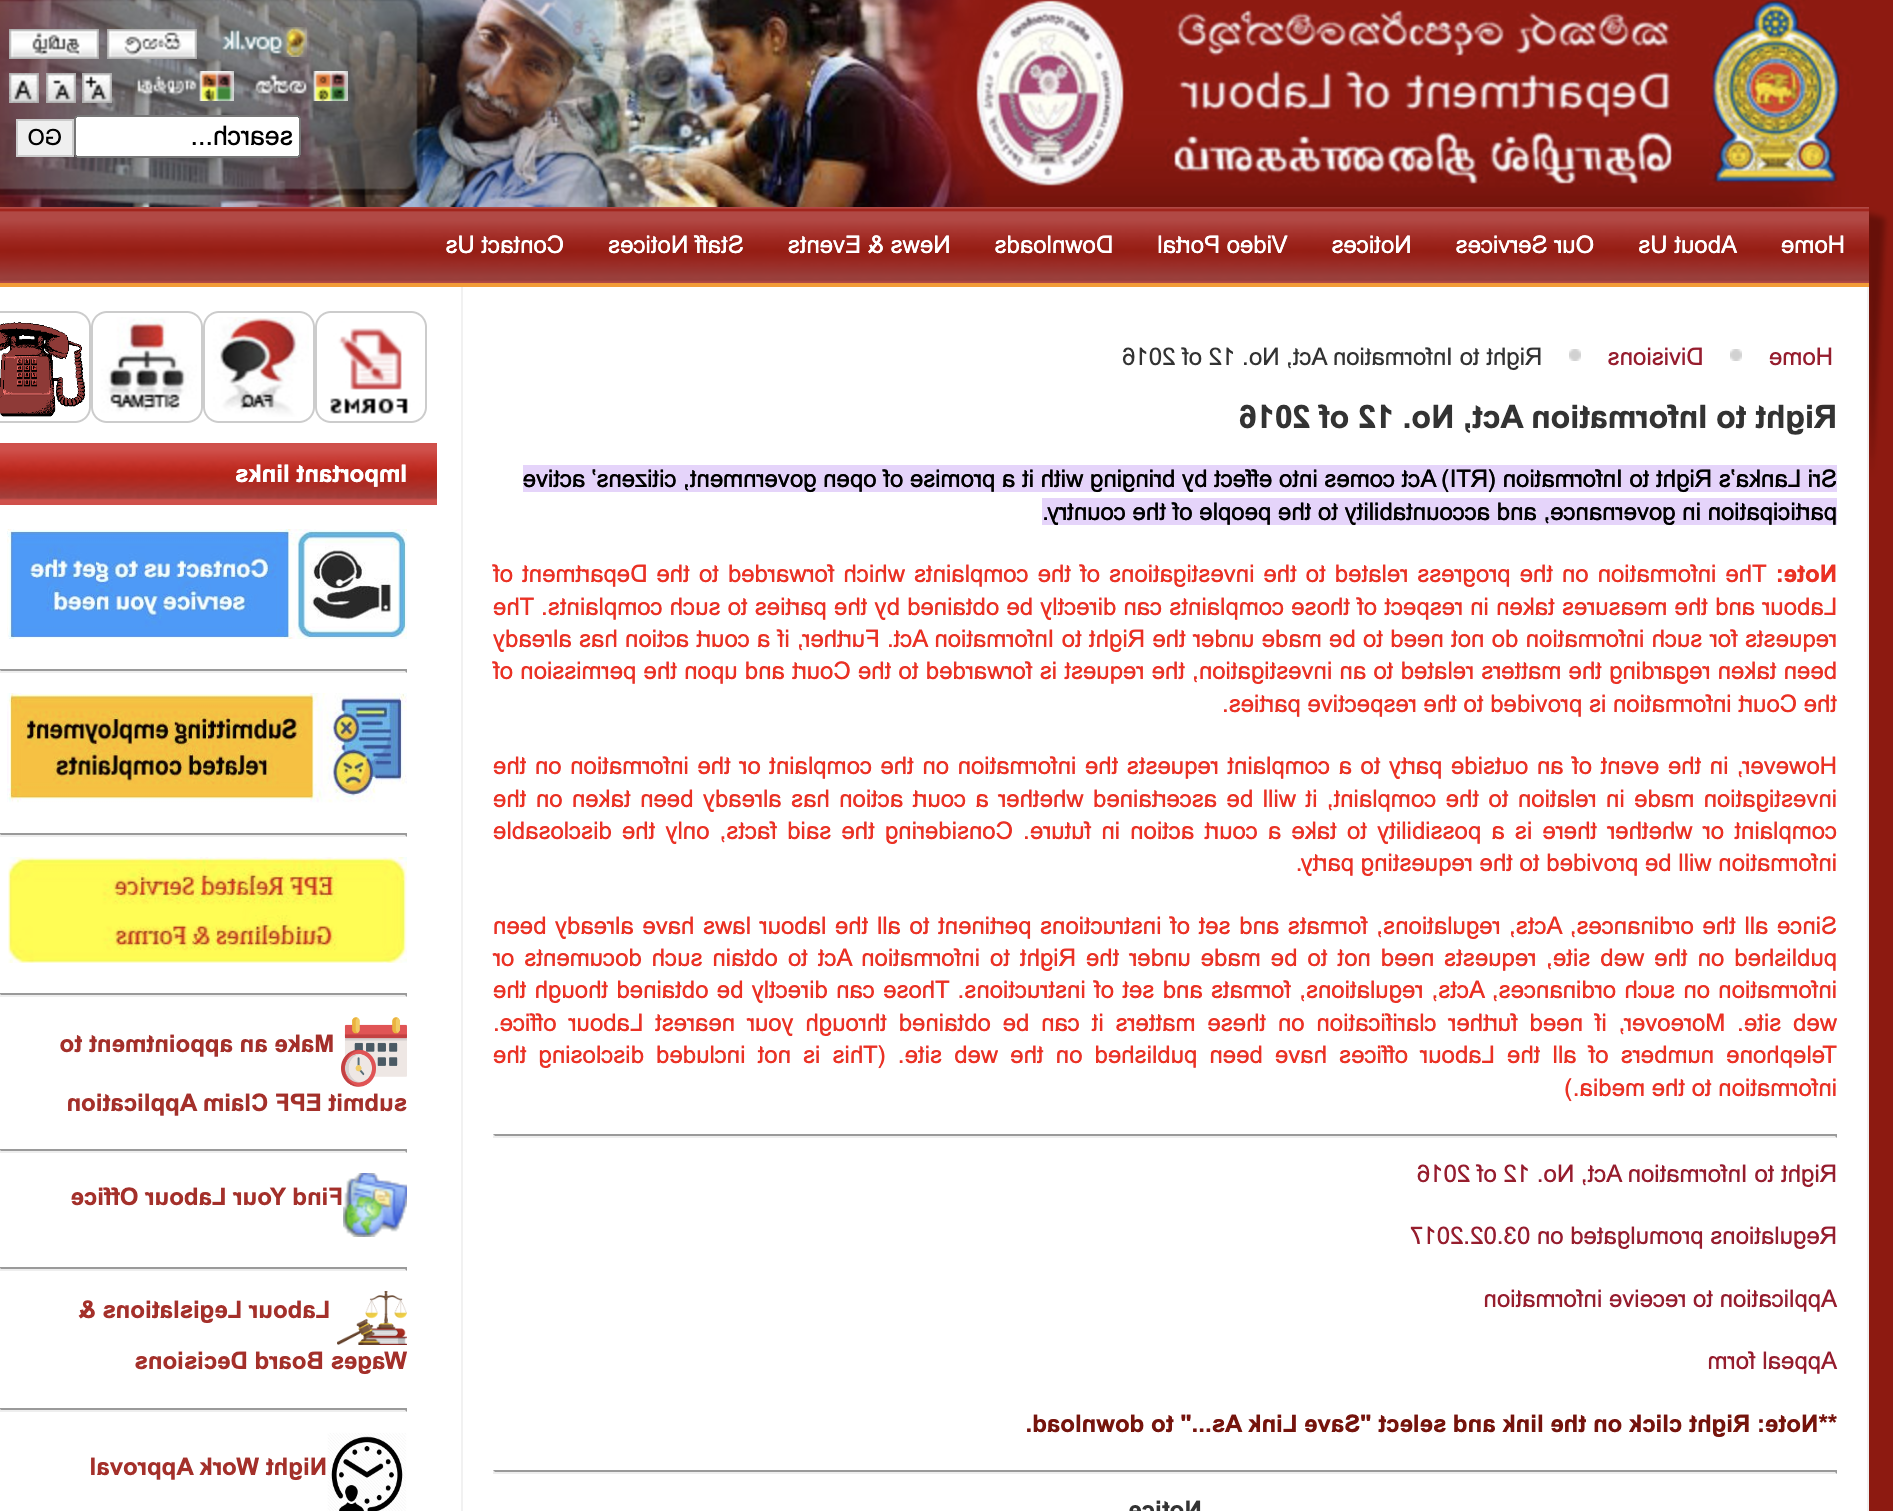 කම්කරු දෙපාර්තමේන්තුව
Department of Labour
தொழில் திணைக்களம்
gov.lk
සිංහල
தமிழ்
A+
A-
A
search...
GO
Home
About Us
Our Services
Notices
Video Portal
Downloads
News & Events
Staff Notices
Contact Us
Home
Divisions
Right to Information Act, No. 12 of 2016
Right to Information Act, No. 12 of 2016
Sri Lanka's Right to Information (RTI) Act comes into effect by bringing with it a promise of open government, citizens' active
participation in governance, and accountability to the people of the country.
Note: The information on the progress related to the investigations of the complaints which forwarded to the Department of
Labour and the measures taken in respect of those complaints can directly be obtained by the parties to such complaints. The
requests for such information do not need to be made under the Right to Information Act. Further, if a court action has already
been taken regarding the matters related to an investigation, the request is forwarded to the Court and upon the permission of
the Court information is provided to the respective parties.
However, in the event of an outside party to a complaint requests the information on the complaint or the information on the
investigation made in relation to the complaint, it will be ascertained whether a court action has already been taken on the
complaint or whether there is a possibility to take a court action in future. Considering the said facts, only the disclosable
information will be provided to the requesting party.
Since all the ordinances, Acts, regulations, formats and set of instructions pertinent to all the labour laws have already been
published on the web site, requests need not to be made under the Right to information Act to obtain such documents or
information on such ordinances, Acts, regulations, formats and set of instructions. Those can directly be obtained though the
web site. Moreover, if need further clarification on these matters it can be obtained through your nearest Labour office.
Telephone numbers of all the Labour offices have been published on the web site. (This is not included disclosing the
information to the media.)
Right to Information Act, No. 12 of 2016
Regulations promulgated on 03.02.2017
Application to receive information
Appeal form
**Note: Right click on the link and select "Save Link As..." to download.
Notice
FORMS
FAQ
SITEMAP
Important links
Contact us to get the
service you need
Submitting employment
related complaints
EPF Related Service
Guidelines & Forms
Make an appointment to
submit EPF Claim Application
Find Your Labour Office
Labour Legislations &
Wages Board Decisions
Night Work Approval